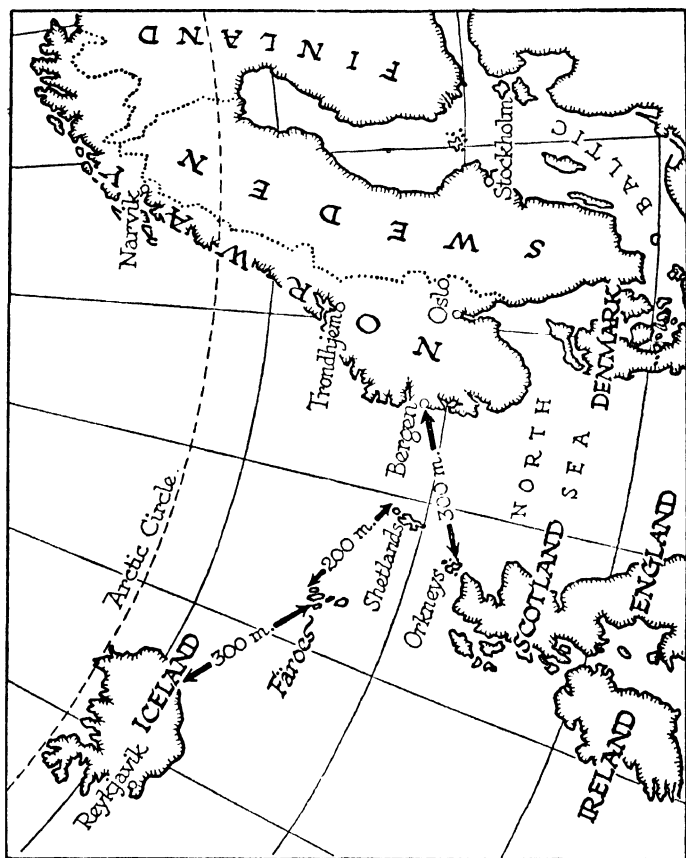 FINLAND
SWEDEN
NORWAY
Narvik
Trondhjem
Oslo
Bergen
Stockholm
BALTIC
DENMARK
NORTH
SEA
Arctic Circle
ICELAND
Reykjavik
300 m.
Färoes
200 m.
Shetlands
300 m.
Orkneys
SCOTLAND
ENGLAND
IRELAND